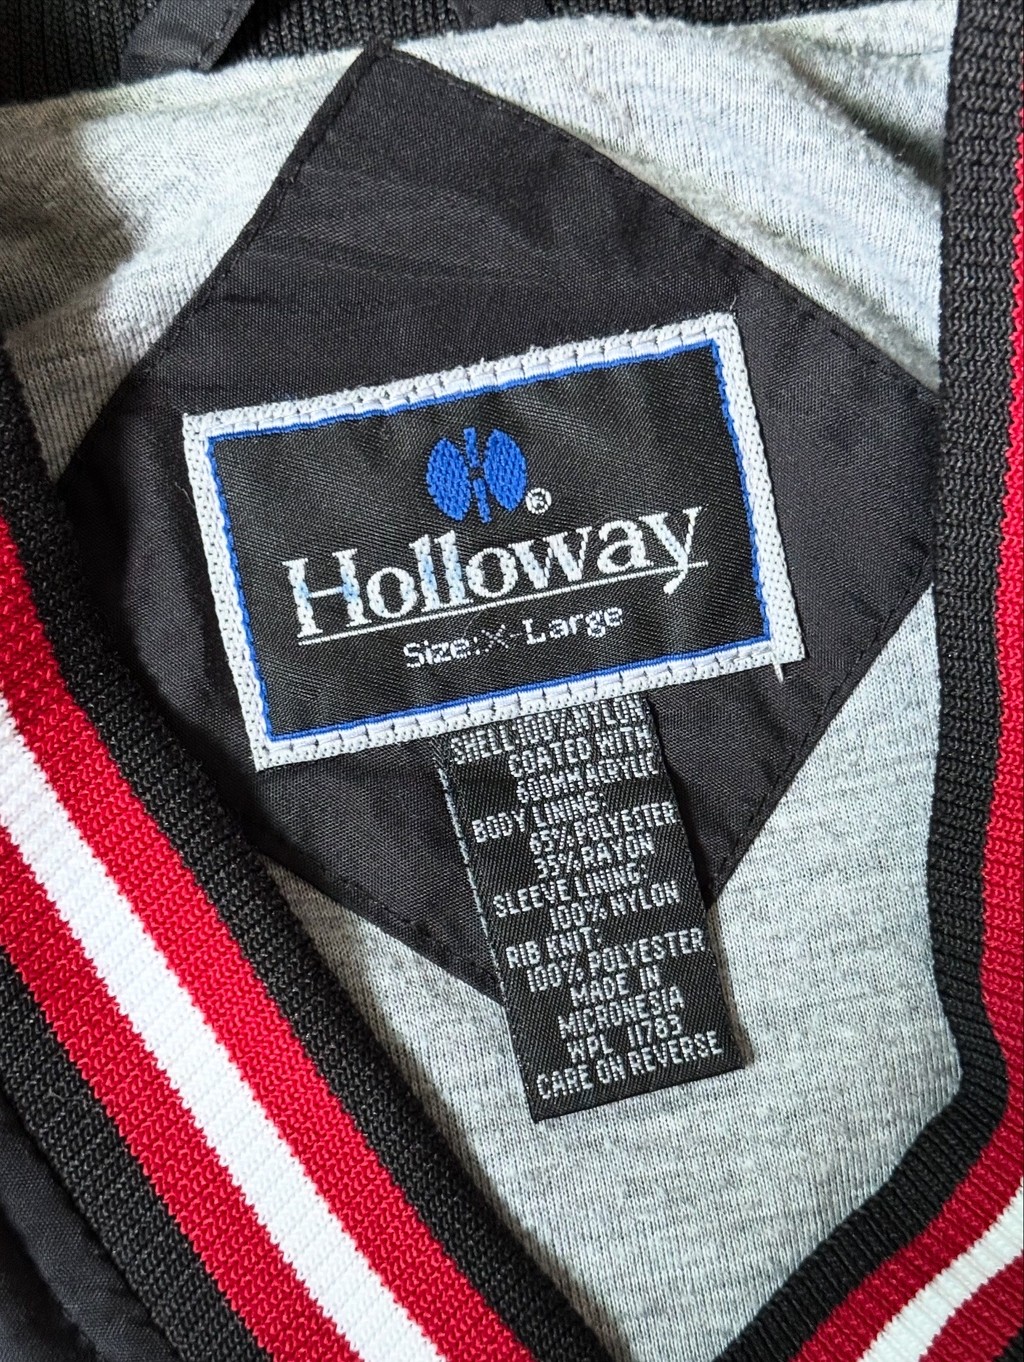 ®
Holloway
Size: X-Large
SHELL 100% NYLON
COATED WITH
ACRYLIC
BODY LINING:
65% POLYESTER
35% RAYON
SLEEVE LINING:
100% NYLON
RIB KNIT:
100% POLYESTER
MADE IN
MICRONESIA
WPL 11785
CARE ON REVERSE